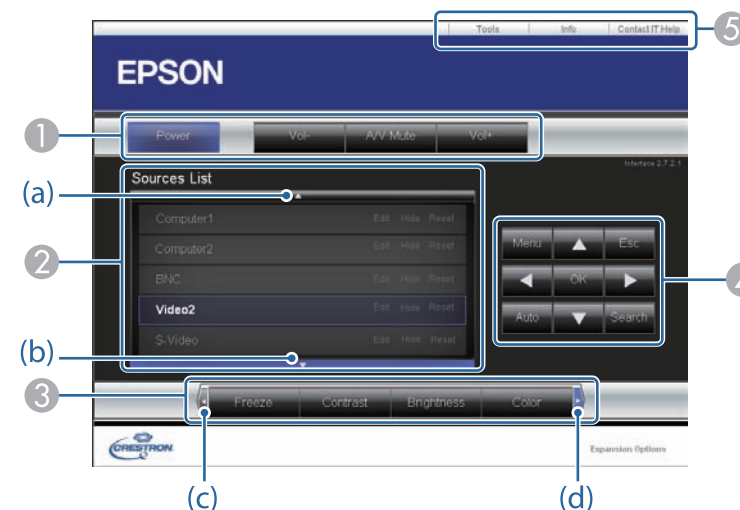 Tools Info Contact IT Help 5
EPSON
1 Power Vol- A/V Mute Vol+
Interface 2.7.2.1
Sources List
(a)
Computer1 Edit Hide Reset
Computer2 Edit Hide Reset
2 BNC Edit Hide Reset
Video2 Edit Hide Reset
S-Video Edit Hide Reset
(b)
Menu Esc
OK
Auto Search
3 Freeze Contrast Brightness Color
CRESTRON Expansion Options
(c) (d)